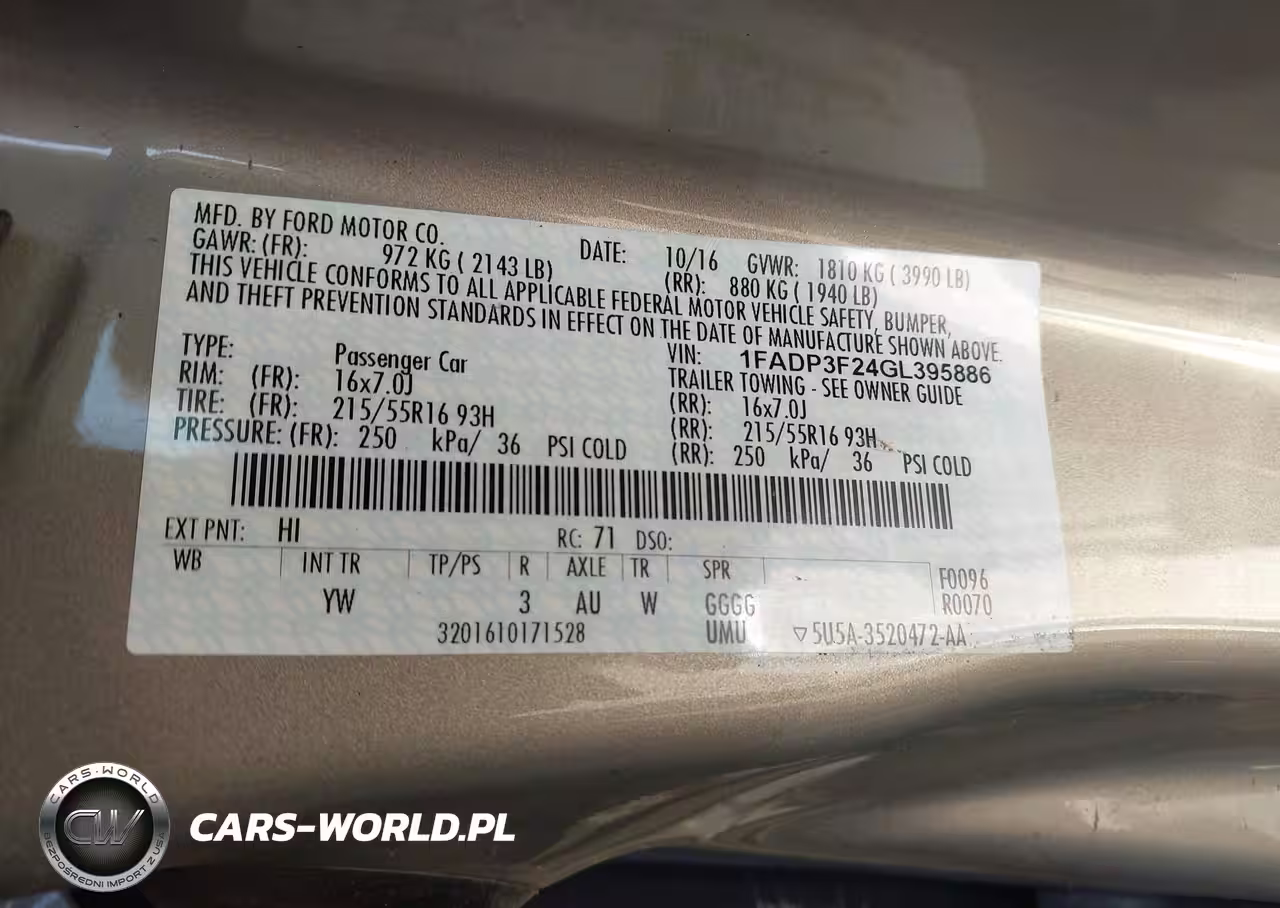 MFD. BY FORD MOTOR CO. DATE: 10/16 GVWR: 1810 KG ( 3990 LB)
GAWR: (FR): 972 KG ( 2143 LB) (RR): 880 KG ( 1940 LB)
THIS VEHICLE CONFORMS TO ALL APPLICABLE FEDERAL MOTOR VEHICLE SAFETY, BUMPER,
AND THEFT PREVENTION STANDARDS IN EFFECT ON THE DATE OF MANUFACTURE SHOWN ABOVE.
VIN: 1FADP3F24GL395886
TYPE: Passenger Car TRAILER TOWING - SEE OWNER GUIDE
RIM: (FR): 16x7.0J (RR): 16x7.0J
TIRE: (FR): 215/55R16 93H (RR): 215/55R16 93H
PRESSURE: (FR): 250 kPa/ 36 PSI COLD (RR): 250 kPa/ 36 PSI COLD
EXT PNT: HI RC: 71 DSO:
WB INT TR TP/PS R AXLE TR SPR F0096
YW 3 AU W GGGG R0070
3201610171528 UMU ▽5U5A-3520472-AA
CARS-WORLD
CW
BEZPOŚREDNI IMPORT Z USA
CARS-WORLD.PL